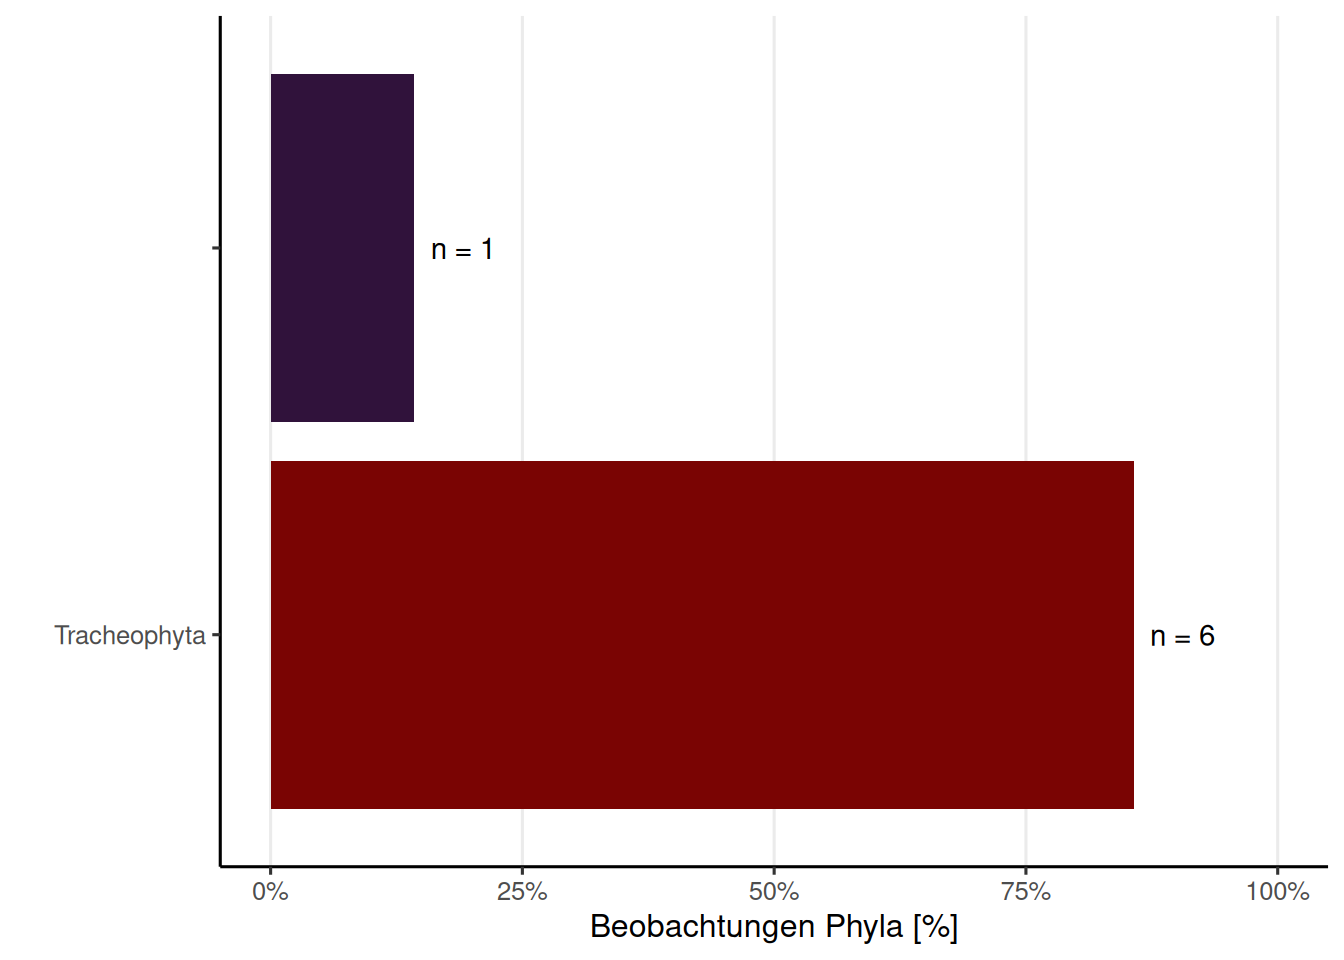 n = 1
Tracheophyta
n = 6
0% 25% 50% 75% 100%
Beobachtungen Phyla [%]